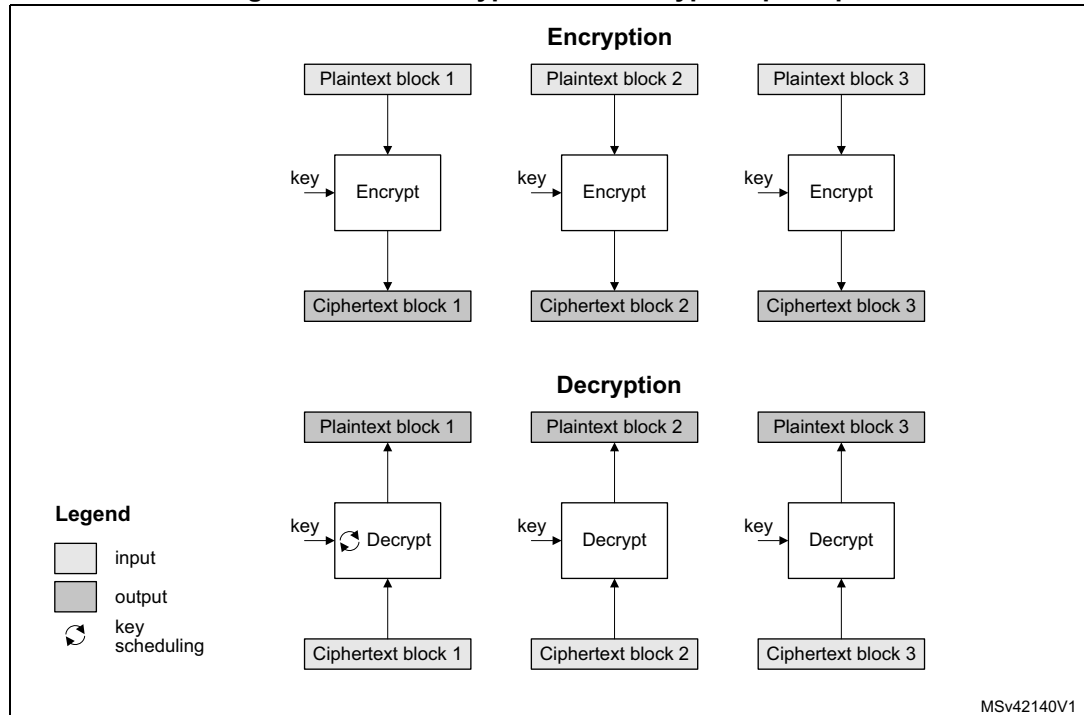 Encryption
Plaintext block 1 Plaintext block 2 Plaintext block 3
key Encrypt key Encrypt key Encrypt
Ciphertext block 1 Ciphertext block 2 Ciphertext block 3
Decryption
Plaintext block 1 Plaintext block 2 Plaintext block 3
key Decrypt key Decrypt key Decrypt
Ciphertext block 1 Ciphertext block 2 Ciphertext block 3
Legend
input
output
key
scheduling
MSv42140V1